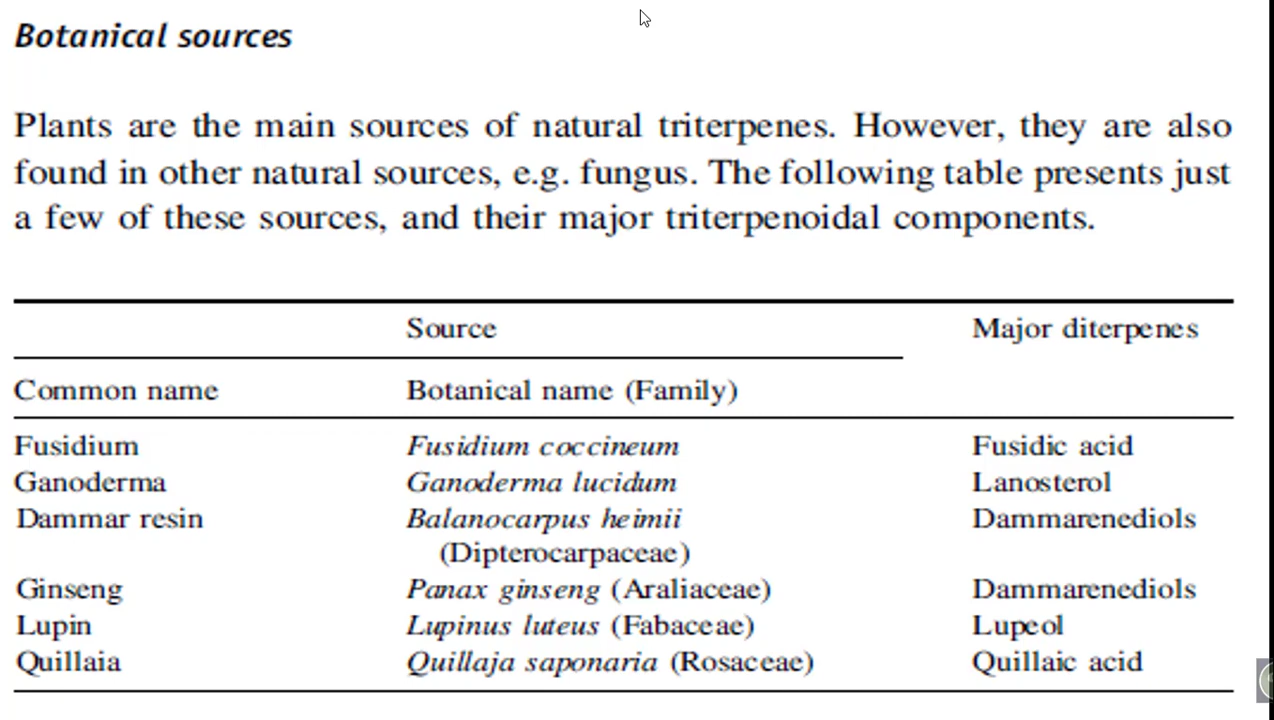 Botanical sources
Plants are the main sources of natural triterpenes. However, they are also
found in other natural sources, e.g. fungus. The following table presents just
a few of these sources, and their major triterpenoidal components.
Source Major diterpenes
Common name Botanical name (Family)
Fusidium Fusidium coccineum Fusidic acid
Ganoderma Ganoderma lucidum Lanosterol
Dammar resin Balanocarpus heimii Dammarenediols
(Dipterocarpaceae)
Ginseng Panax ginseng (Araliaceae) Dammarenediols
Lupin Lupinus luteus (Fabaceae) Lupeol
Quillaia Quillaja saponaria (Rosaceae) Quillaic acid